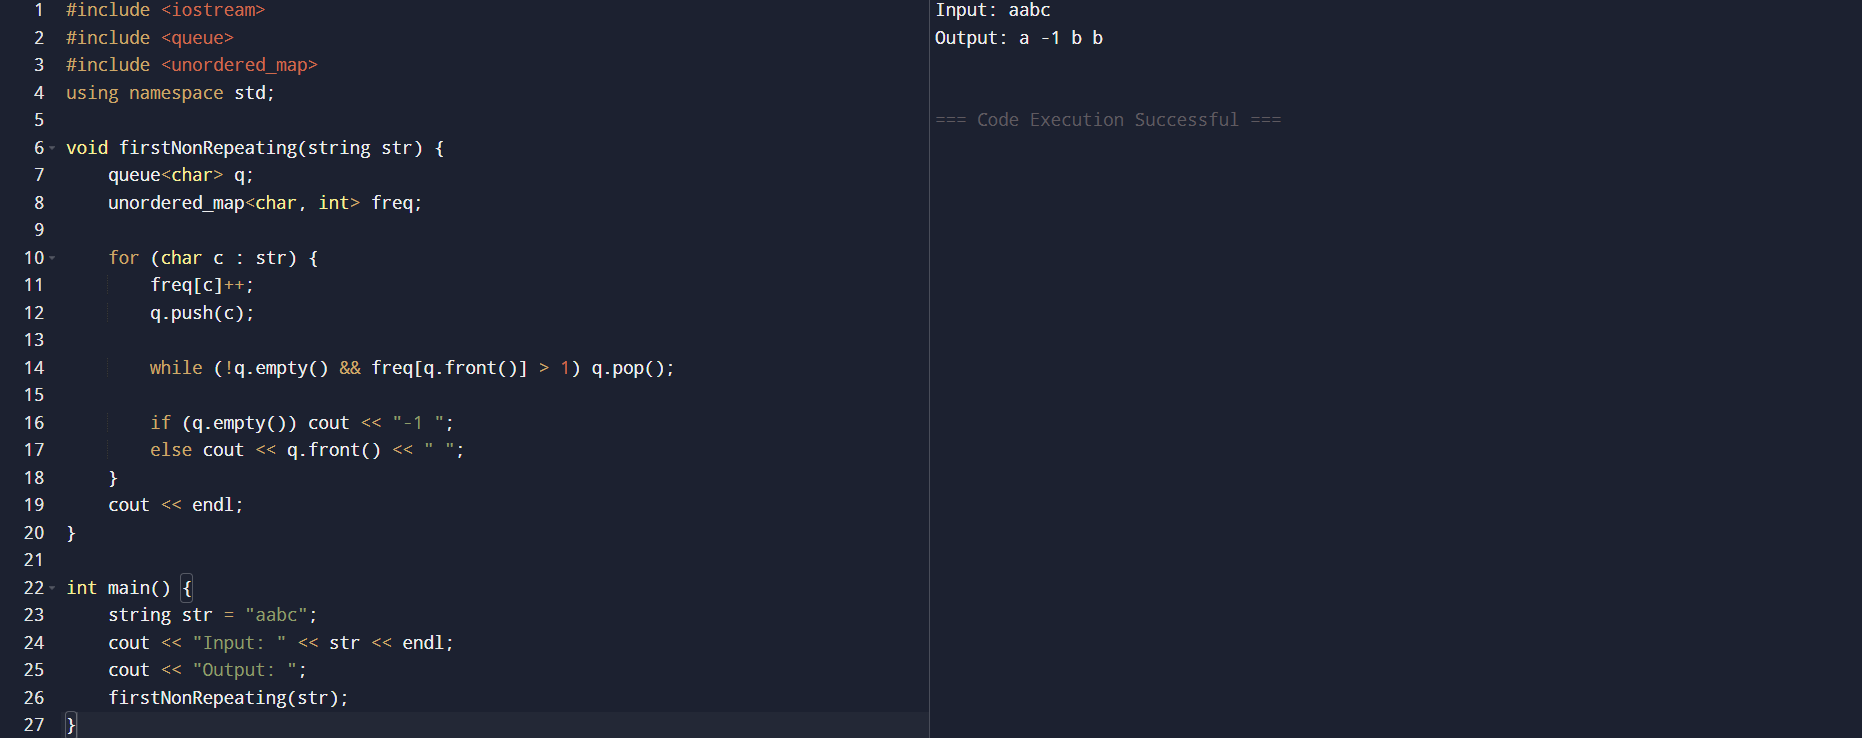 1 #include <iostream>
2 #include <queue>
3 #include <unordered_map>
4 using namespace std;
5
6 void firstNonRepeating(string str) {
7     queue<char> q;
8     unordered_map<char, int> freq;
9
10     for (char c : str) {
11         freq[c]++;
12         q.push(c);
13
14         while (!q.empty() && freq[q.front()] > 1) q.pop();
15
16         if (q.empty()) cout << "-1 ";
17         else cout << q.front() << " ";
18     }
19     cout << endl;
20 }
21
22 int main() {
23     string str = "aabc";
24     cout << "Input: " << str << endl;
25     cout << "Output: ";
26     firstNonRepeating(str);
27 }
Input: aabc
Output: a -1 b b
=== Code Execution Successful ===